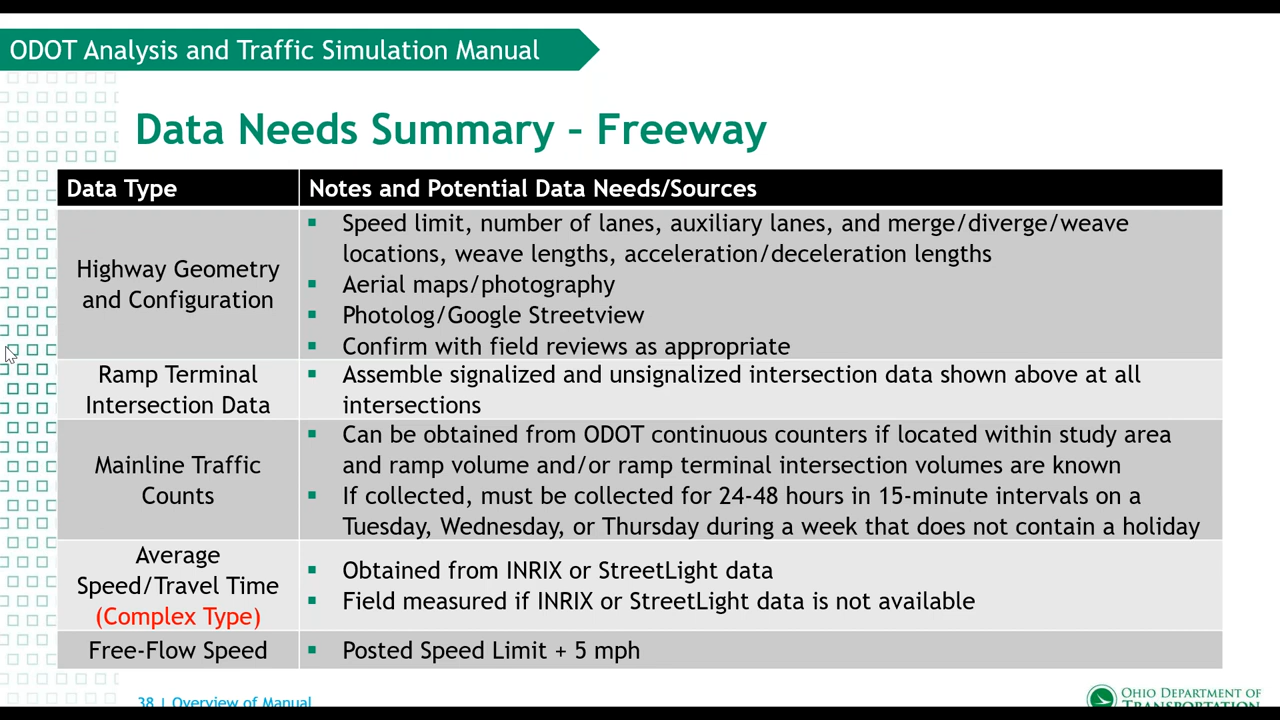 ODOT Analysis and Traffic Simulation Manual
Data Needs Summary – Freeway
Data Type
Notes and Potential Data Needs/Sources
Highway Geometry
and Configuration
Speed limit, number of lanes, auxiliary lanes, and merge/diverge/weave
locations, weave lengths, acceleration/deceleration lengths
Aerial maps/photography
Photolog/Google Streetview
Confirm with field reviews as appropriate
Ramp Terminal
Intersection Data
Assemble signalized and unsignalized intersection data shown above at all
intersections
Mainline Traffic
Counts
Can be obtained from ODOT continuous counters if located within study area
and ramp volume and/or ramp terminal intersection volumes are known
If collected, must be collected for 24-48 hours in 15-minute intervals on a
Tuesday, Wednesday, or Thursday during a week that does not contain a holiday
Average
Speed/Travel Time
(Complex Type)
Obtained from INRIX or StreetLight data
Field measured if INRIX or StreetLight data is not available
Free-Flow Speed
Posted Speed Limit + 5 mph
38 | Overview of Manual
OHIO DEPARTMENT OF
TRANSPORTATION